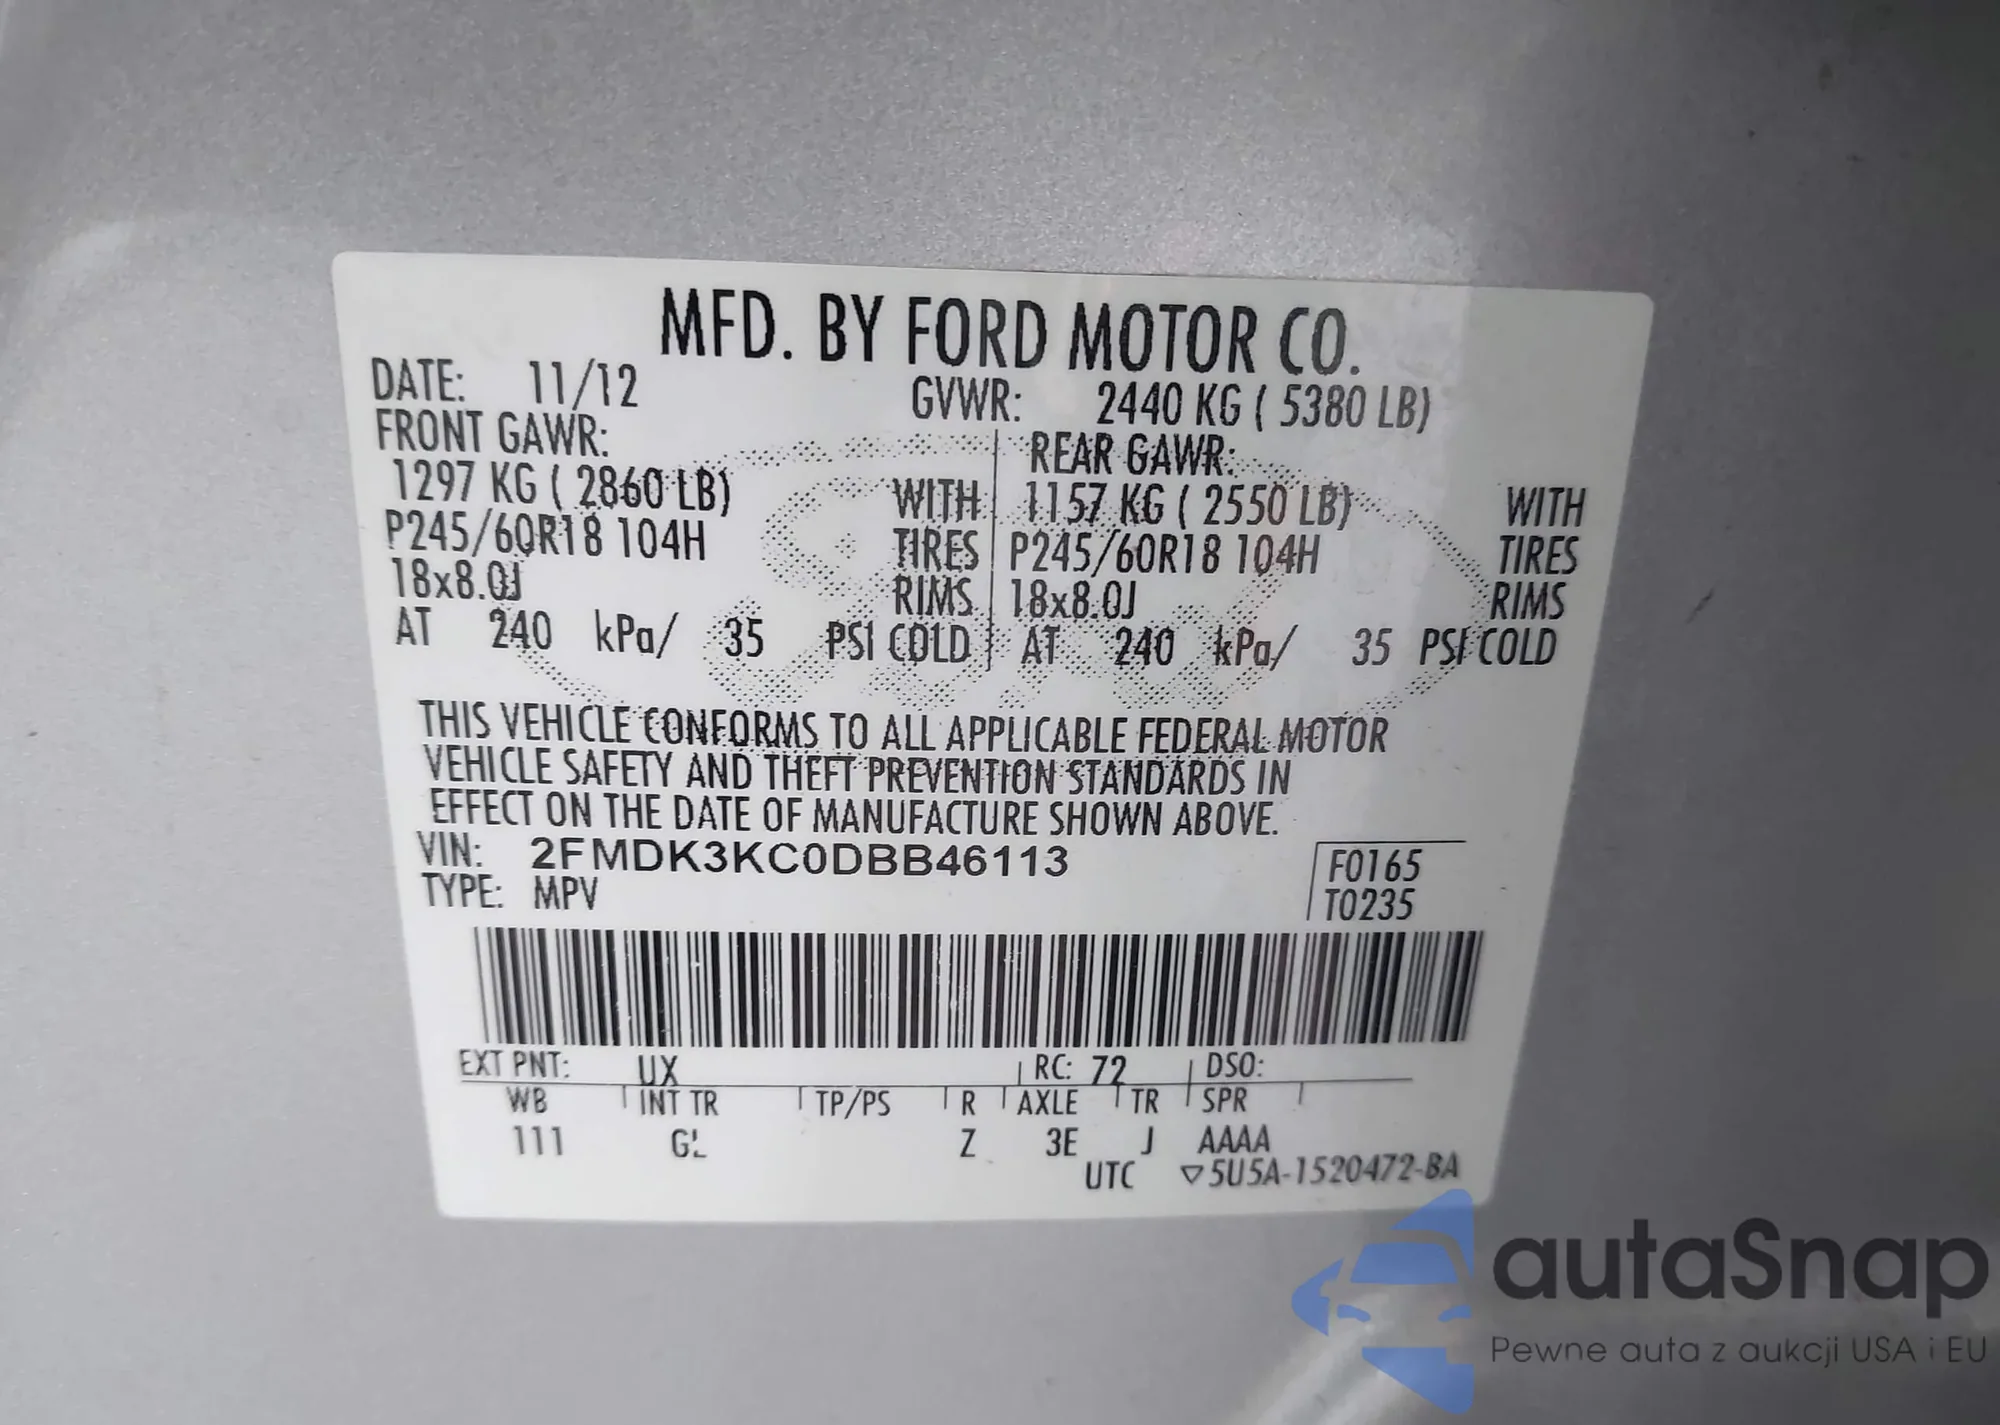 MFD. BY FORD MOTOR CO.
DATE: 11/12 GVWR: 2440 KG ( 5380 LB)
FRONT GAWR: REAR GAWR:
1297 KG ( 2860 LB) WITH 1157 KG ( 2550 LB) WITH
P245/60R18 104H TIRES P245/60R18 104H TIRES
18x8.0J RIMS 18x8.0J RIMS
AT 240 kPa/ 35 PSI COLD AT 240 kPa/ 35 PSI COLD
THIS VEHICLE CONFORMS TO ALL APPLICABLE FEDERAL MOTOR
VEHICLE SAFETY AND THEFT PREVENTION STANDARDS IN
EFFECT ON THE DATE OF MANUFACTURE SHOWN ABOVE.
VIN: 2FMDK3KC0DBB46113 F0165
TYPE: MPV T0235
EXT PNT: UX RC: 72 DSO:
WB INT TR TP/PS R AXLE TR SPR
111 Z 3E J AAAA
UTC ▽5U5A-1520472-BA
autaSnap
Pewne auta z aukcji USA i EU